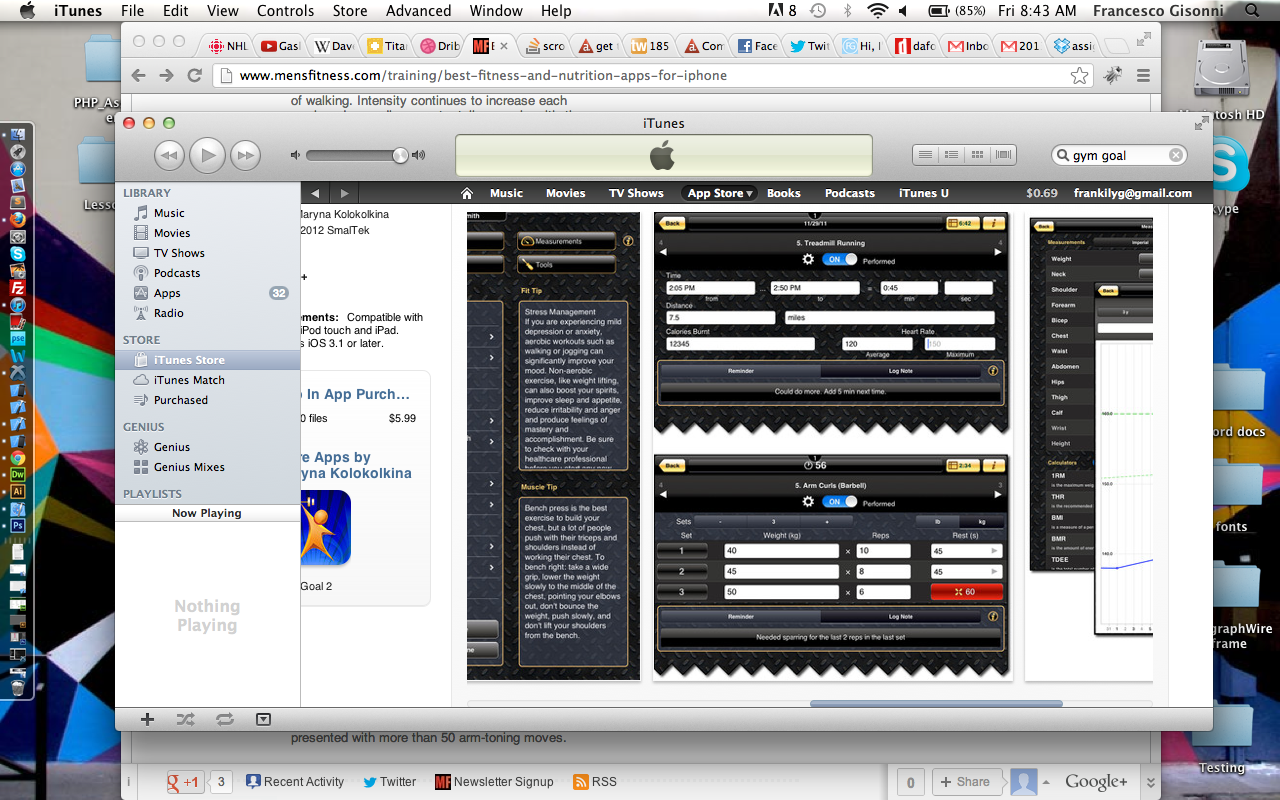 iTunes File Edit View Controls Store Advanced Window Help
8 (85%) Fri 8:43 AM Francesco Gisonni
NHL Gasl Dav Tita Drib scro get 185 Con Face Twit Hi, I dafo Inbo 201 assi
www.mensfitness.com/training/best-fitness-and-nutrition-apps-for-iphone
of walking. Intensity continues to increase each
iTunes
gym goal
Music Movies TV Shows App Store Books Podcasts iTunes U $0.69 frankilyg@gmail.com
LIBRARY
Music
Movies
TV Shows
Podcasts
Apps 32
Radio
STORE
iTunes Store
iTunes Match
Purchased
GENIUS
Genius
Genius Mixes
PLAYLISTS
Now Playing
Nothing
Playing
Maryna Kolokolkina
2012 SmalTek
ements: Compatible with
iPod touch and iPad.
s iOS 3.1 or later.
In App Purch...
0 files $5.99
e Apps by
ryna Kolokolkina
Goal 2
mith
Measurements
Tools
Fit Tip
Stress Management
If you are experiencing mild
depression or anxiety,
aerobic workouts such as
walking or jogging can
significantly improve your
mood. Non-aerobic
exercise, like weight lifting,
can also boost your spirits,
improve sleep and appetite,
reduce irritability and anger
and produce feelings of
mastery and
accomplishment. Be sure
to check with your
healthcare professional
before you start any new
Muscle Tip
Bench press is the best
exercise to build your
chest, but a lot of people
push with their triceps and
shoulders instead of
working their chest. To
bench right: take a wide
grip, lower the weight
slowly to the middle of the
chest, pointing your elbows
out, don't bounce the
weight, push slowly, and
don't lift your shoulders
from the bench.
Back 11/29/11 6:42 i
4 5. Treadmill Running 4
ON Performed
Time
2:05 PM ... 2:50 PM = 0:45
from to min sec
Distance
7.5 miles
Calories Burnt Heart Rate
12345 120 150
Average Maximum
Reminder Log Note
Could do more. Add 5 min next time.
Back 56 2:34 i
4 5. Arm Curls (Barbell) 3
ON Performed
Sets - 3 + lb kg
Set Weight (kg) Reps Rest (s)
1 40 × 10 45
2 45 × 8 45
3 50 × 6 60
Reminder Log Note
Needed sparring for the last 2 reps in the last set
Back
Measurements Imperial
Weight
Neck
Shoulder
Forearm
Bicep
Chest
Waist
Abdomen
Hips
Thigh
Calf
Wrist
Height
Calculators
1RM
THR
BMI
BMR
TDEE
Back
presented with more than 50 arm-toning moves.
+1 3 Recent Activity Twitter Newsletter Signup RSS 0 + Share Google+
PHP_As
Lesso
tosh HD
kype
ord docs
fonts
graphWire
frame
Testing